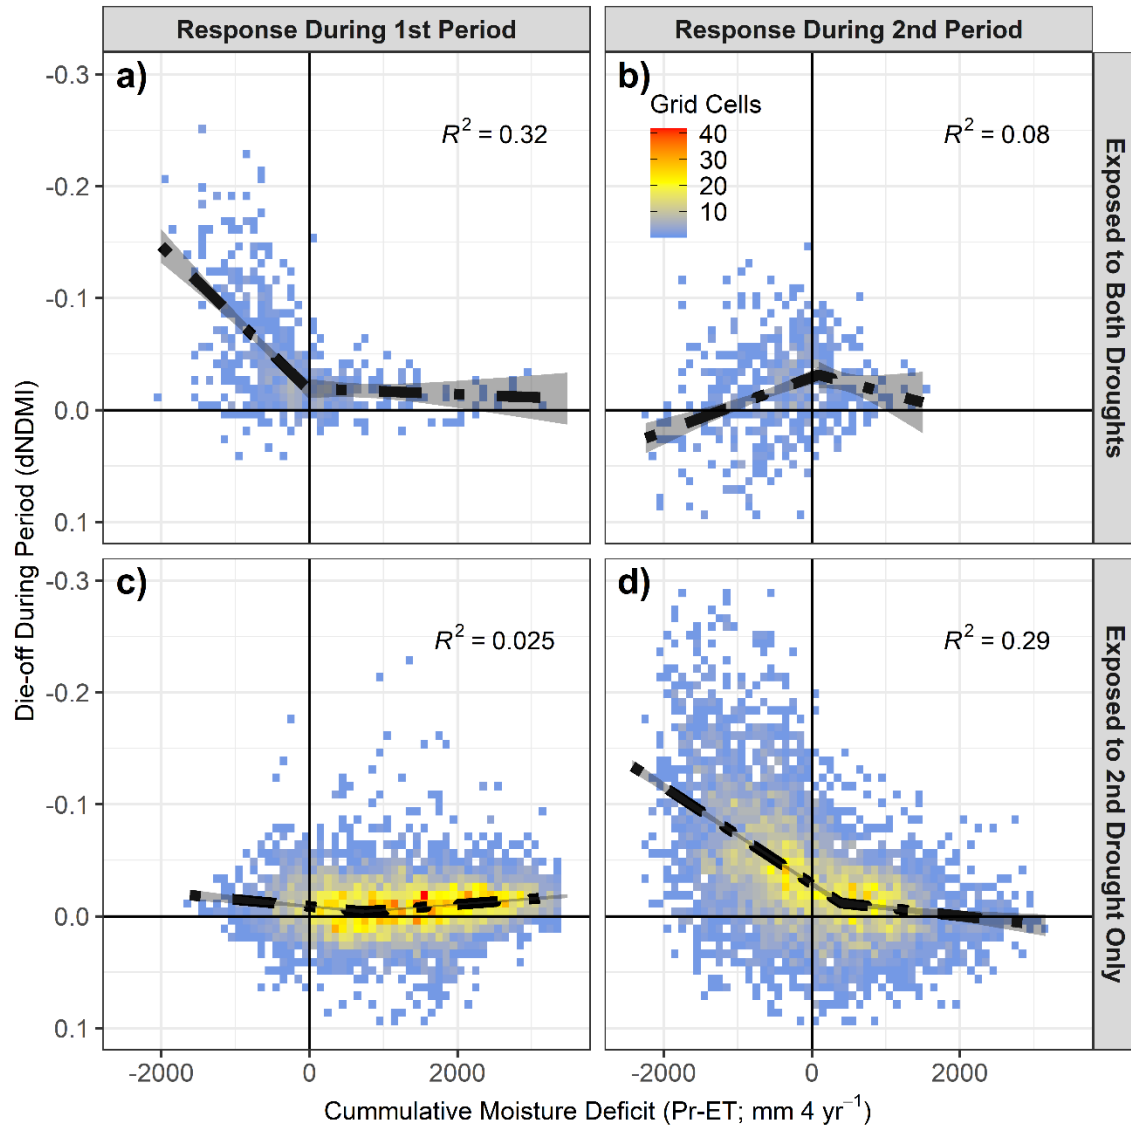 Response During 1st Period
Response During 2nd Period
a)
R² = 0.32
b)
Grid Cells
40
30
20
10
R² = 0.08
Exposed to Both Droughts
-0.3
-0.2
-0.1
0.0
0.1
Die-off During Period (dNDMI)
c)
R² = 0.025
d)
R² = 0.29
Exposed to 2nd Drought Only
-0.3
-0.2
-0.1
0.0
0.1
-2000 0 2000
-2000 0 2000
Cummulative Moisture Deficit (Pr-ET; mm 4 yr⁻¹)